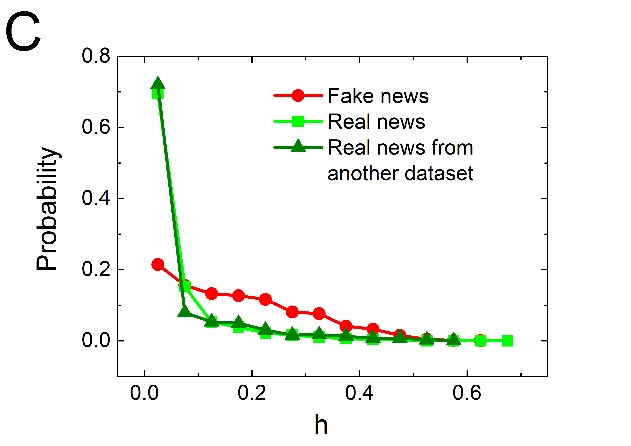 C
0.8
Fake news
Real news
Real news from
another dataset
0.6
0.4
0.2
0.0
Probability
0.0 0.2 0.4 0.6
h